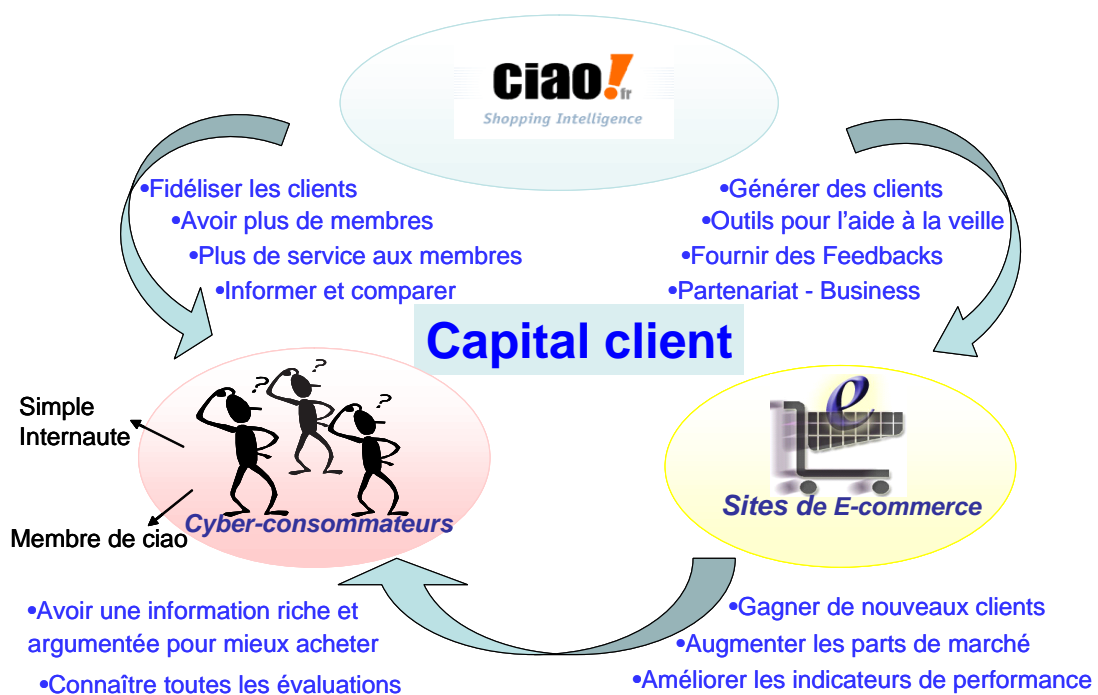 ciao!
fr
Shopping Intelligence
•Fidéliser les clients
•Avoir plus de membres
•Plus de service aux membres
•Informer et comparer
•Générer des clients
•Outils pour l'aide à la veille
•Fournir des Feedbacks
•Partenariat - Business
Capital client
Simple
Internaute
Membre de ciao
? ? ?
Cyber-consommateurs
e
Sites de E-commerce
•Avoir une information riche et
argumentée pour mieux acheter
•Connaître toutes les évaluations
•Gagner de nouveaux clients
•Augmenter les parts de marché
•Améliorer les indicateurs de performance